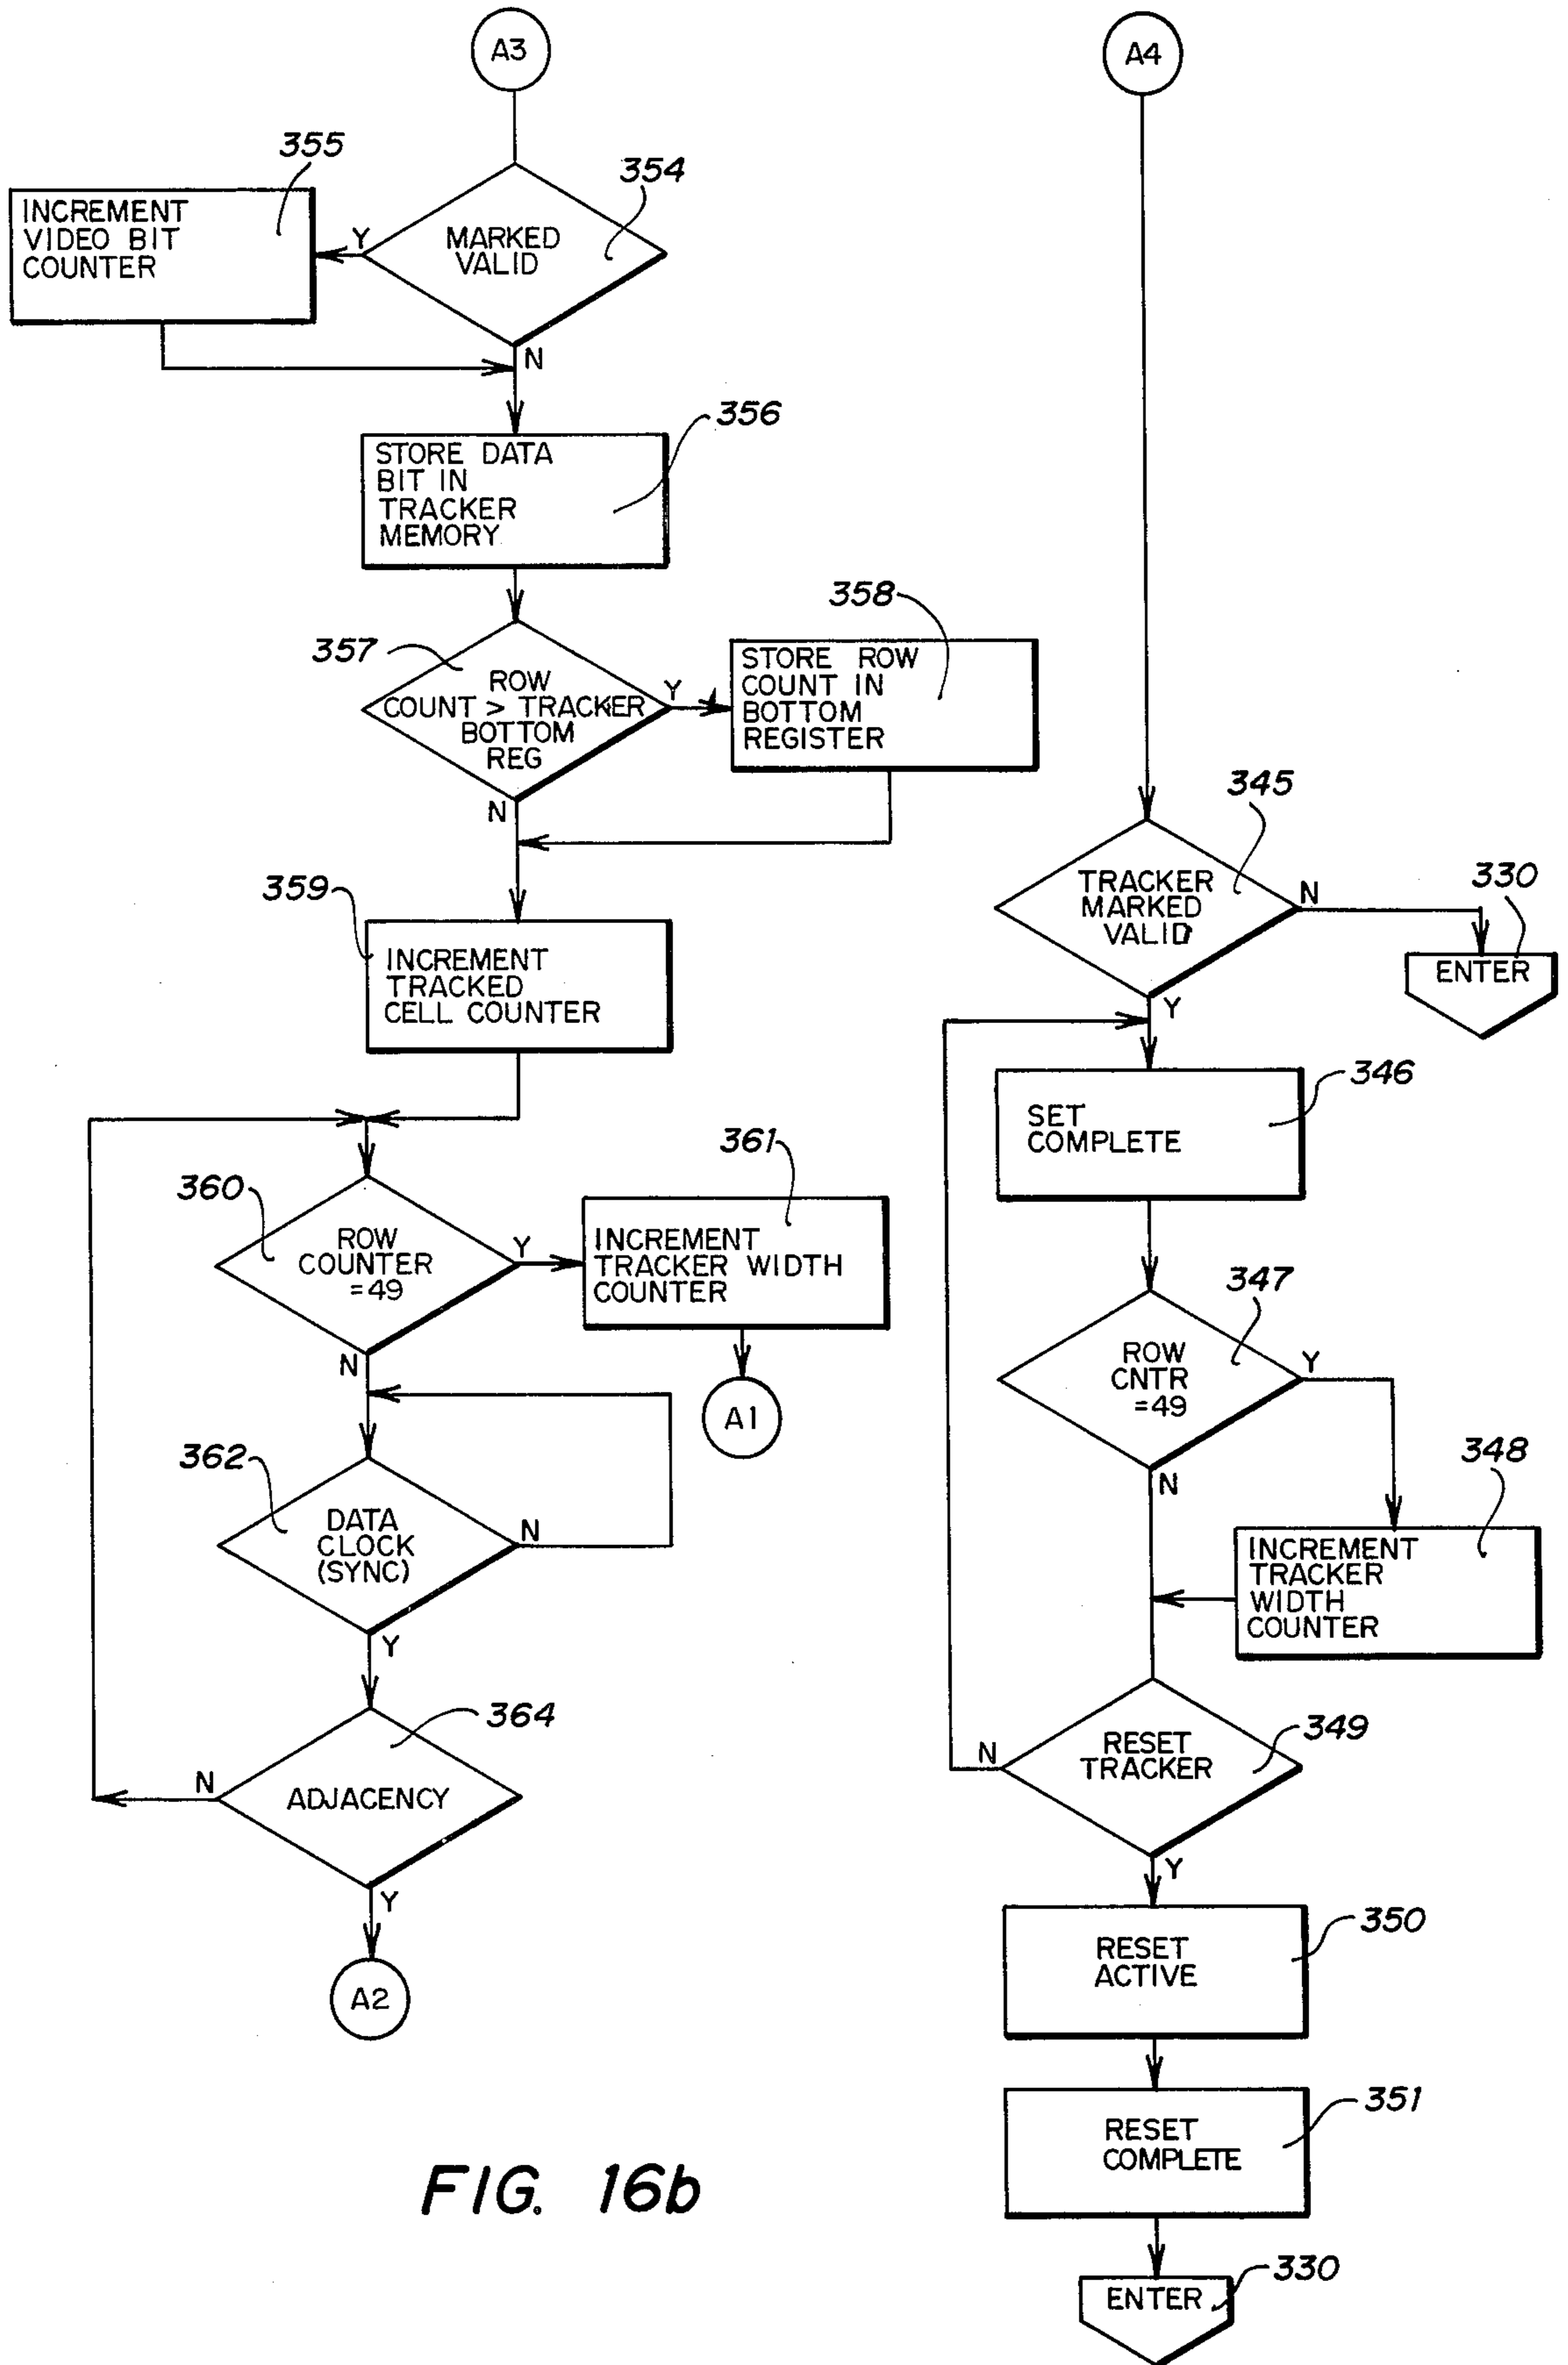 A3
355
354
INCREMENT
VIDEO BIT
COUNTER
Y
MARKED
VALID
N
356
STORE DATA
BIT IN
TRACKER
MEMORY
358
357
ROW
COUNT > TRACKER
BOTTOM
REG
Y
STORE ROW
COUNT IN
BOTTOM
REGISTER
N
359
INCREMENT
TRACKED
CELL COUNTER
361
360
ROW
COUNTER
=49
Y
INCREMENT
TRACKER WIDTH
COUNTER
N
A1
362
DATA
CLOCK
(SYNC)
N
Y
364
N
ADJACENCY
Y
A2
A4
345
TRACKER
MARKED
VALID
N
330
ENTER
Y
346
SET
COMPLETE
347
ROW
CNTR
=49
Y
N
348
INCREMENT
TRACKER
WIDTH
COUNTER
349
N
RESET
TRACKER
Y
350
RESET
ACTIVE
351
RESET
COMPLETE
330
ENTER
FIG. 16b